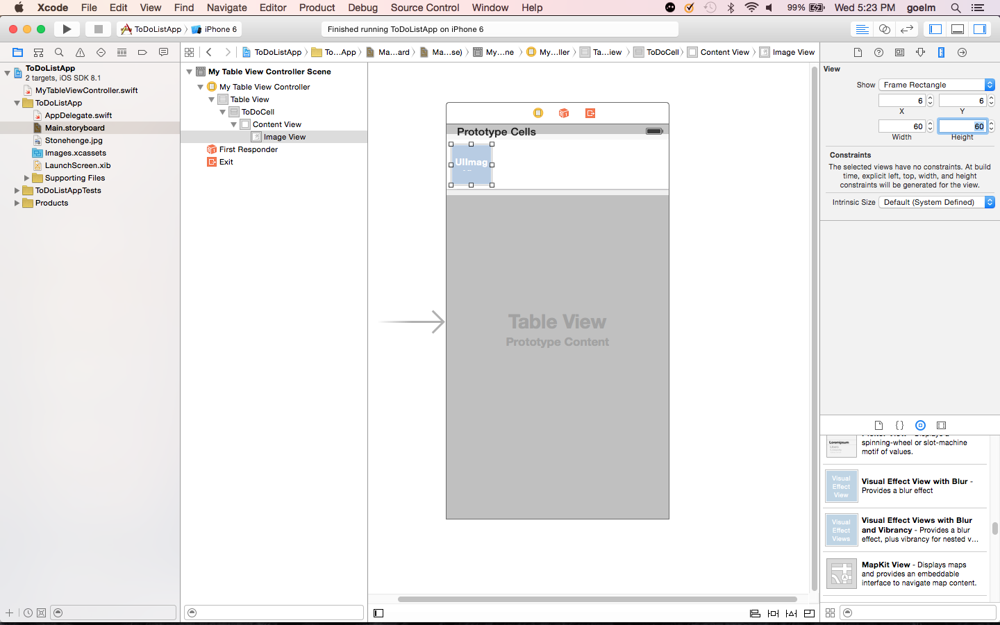 Xcode File Edit View Find Navigate Editor Product Debug Source Control Window Help 99% Wed 5:23 PM goelm
ToDoListApp iPhone 6
Finished running ToDoListApp on iPhone 6
ToDoListApp To...App Ma...ard Ma...se) My...ne My...ller Ta...iew ToDoCell Content View Image View
ToDoListApp
2 targets, iOS SDK 8.1
MyTableViewController.swift
ToDoListApp
AppDelegate.swift
Main.storyboard
Stonehenge.jpg
Images.xcassets
LaunchScreen.xib
Supporting Files
ToDoListAppTests
Products
My Table View Controller Scene
My Table View Controller
Table View
ToDoCell
Content View
Image View
First Responder
Exit
Prototype Cells
UIImag
Table View
Prototype Content
View
Show Frame Rectangle
6 6
X Y
60 60
Width Height
Constraints
The selected views have no constraints. At build
time, explicit left, top, width, and height
constraints will be generated for the view.
Intrinsic Size Default (System Defined)
spinning-wheel or slot-machine
motif of values.
Visual
Effect
View
Visual Effect View with Blur -
Provides a blur effect
Visual
Effect
Views
Visual Effect Views with Blur
and Vibrancy - Provides a blur
effect, plus vibrancy for nested v...
MapKit View - Displays maps
and provides an embeddable
interface to navigate map content.